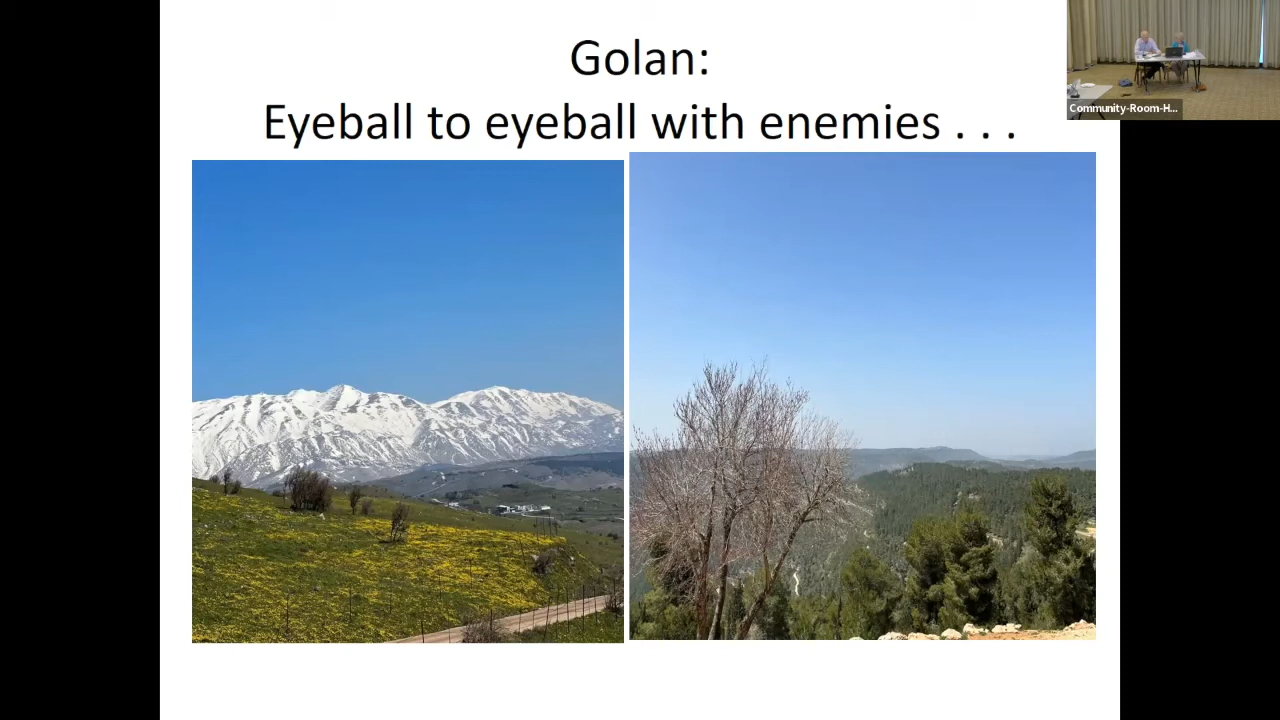 Golan:
Eyeball to eyeball with enemies . . .
Community-Room-H...